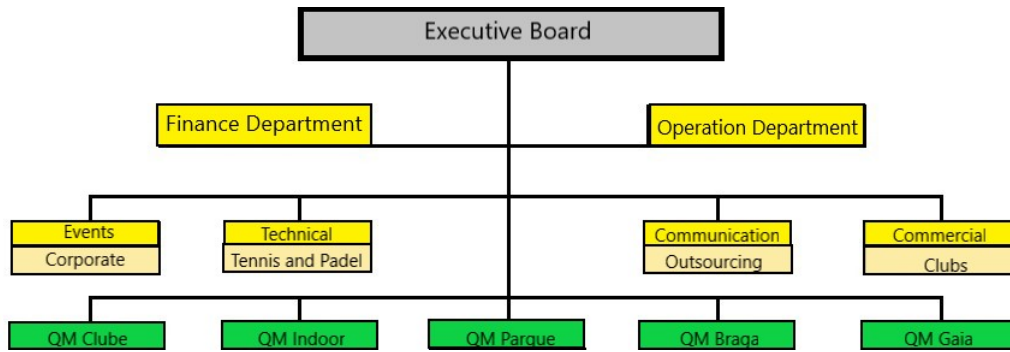 Executive Board
Finance Department
Operation Department
Events
Technical
Communication
Commercial
Corporate
Tennis and Padel
Outsourcing
Clubs
QM Clube
QM Indoor
QM Parque
QM Braga
QM Gaia